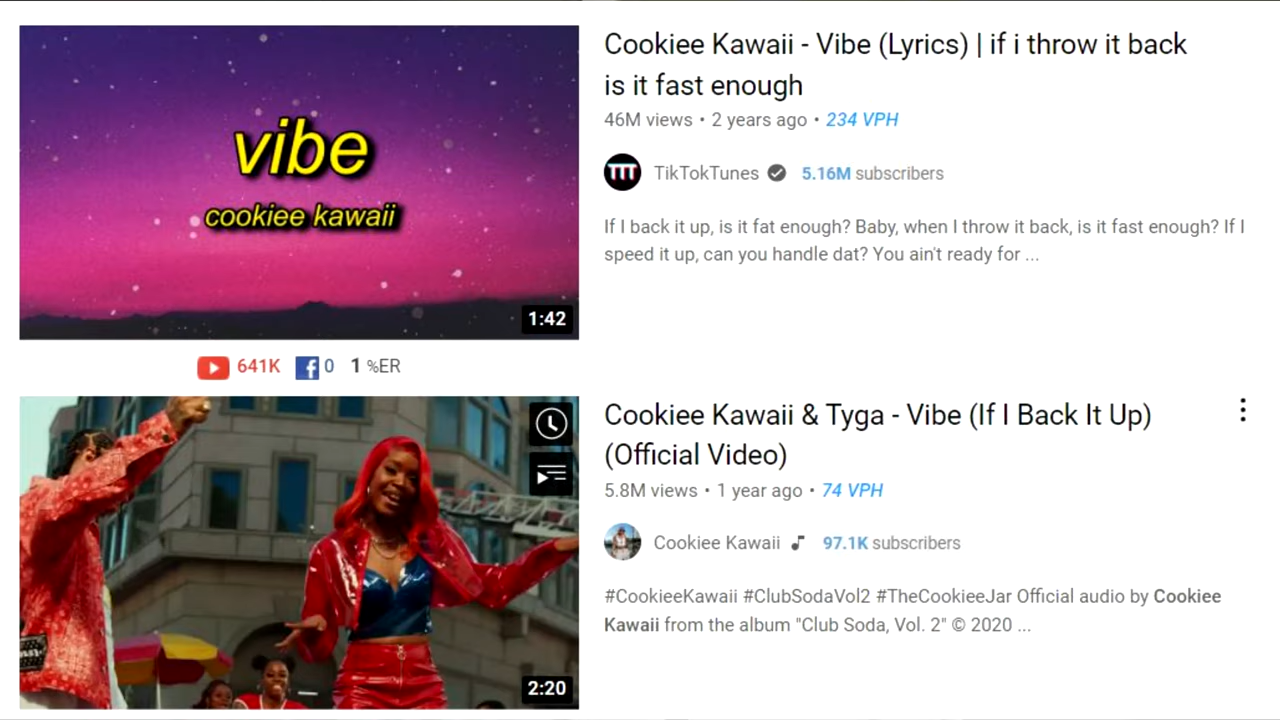 vibe
cookiee kawaii
1:42
Cookiee Kawaii - Vibe (Lyrics) | if i throw it back
is it fast enough
46M views • 2 years ago • 234 VPH
TikTokTunes 5.16M subscribers
If I back it up, is it fat enough? Baby, when I throw it back, is it fast enough? If I
speed it up, can you handle dat? You ain't ready for ...
641K 0 1 %ER
2:20
Cookiee Kawaii & Tyga - Vibe (If I Back It Up)
(Official Video)
5.8M views • 1 year ago • 74 VPH
Cookiee Kawaii 97.1K subscribers
#CookieeKawaii #ClubSodaVol2 #TheCookieeJar Official audio by Cookiee
Kawaii from the album "Club Soda, Vol. 2" © 2020 ...